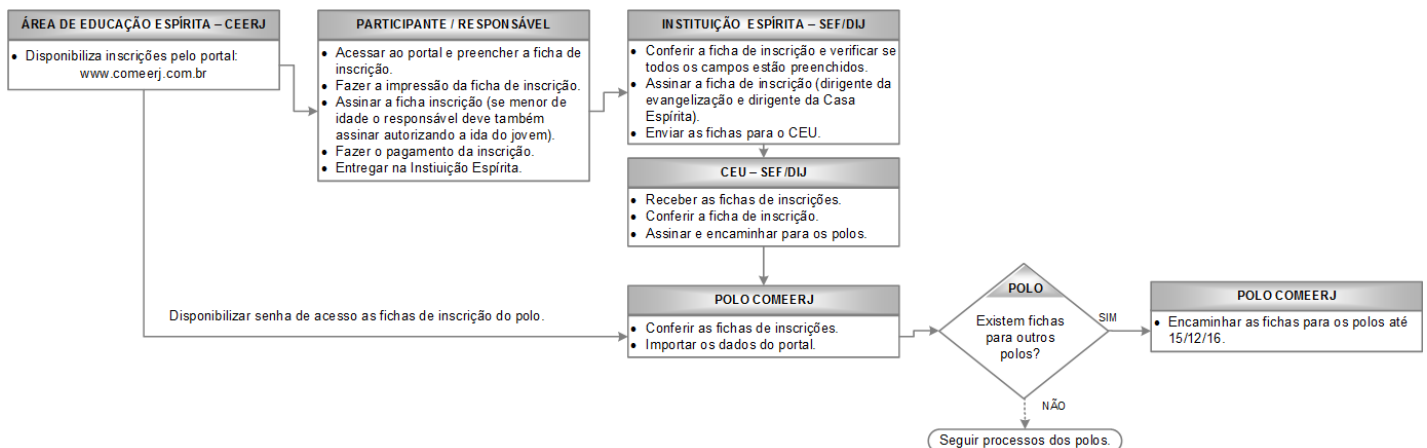 ÁREA DE EDUCAÇÃO ESPÍRITA – CEERJ
• Disponibiliza inscrições pelo portal:
www.comeerj.com.br
PARTICIPANTE / RESPONSÁVEL
• Acessar ao portal e preencher a ficha de
inscrição.
• Fazer a impressão da ficha de inscrição.
• Assinar a ficha inscrição (se menor de
idade o responsável deve também
assinar autorizando a ida do jovem).
• Fazer o pagamento da inscrição.
• Entregar na Instiuição Espírita.
INSTITUIÇÃO ESPÍRITA – SEF/DIJ
• Conferir a ficha de inscrição e verificar se
todos os campos estão preenchidos.
• Assinar a ficha de inscrição (dirigente da
evangelização e dirigente da Casa
Espírita).
• Enviar as fichas para o CEU.
CEU – SEF/DIJ
• Receber as fichas de inscrições.
• Conferir a ficha de inscrição.
• Assinar e encaminhar para os polos.
Disponibilizar senha de acesso as fichas de inscrição do polo.
POLO COMEERJ
• Conferir as fichas de inscrições.
• Importar os dados do portal.
POLO
Existem fichas
para outros
polos?
SIM
POLO COMEERJ
• Encaminhar as fichas para os polos até
15/12/16.
NÃO
Seguir processos dos polos.